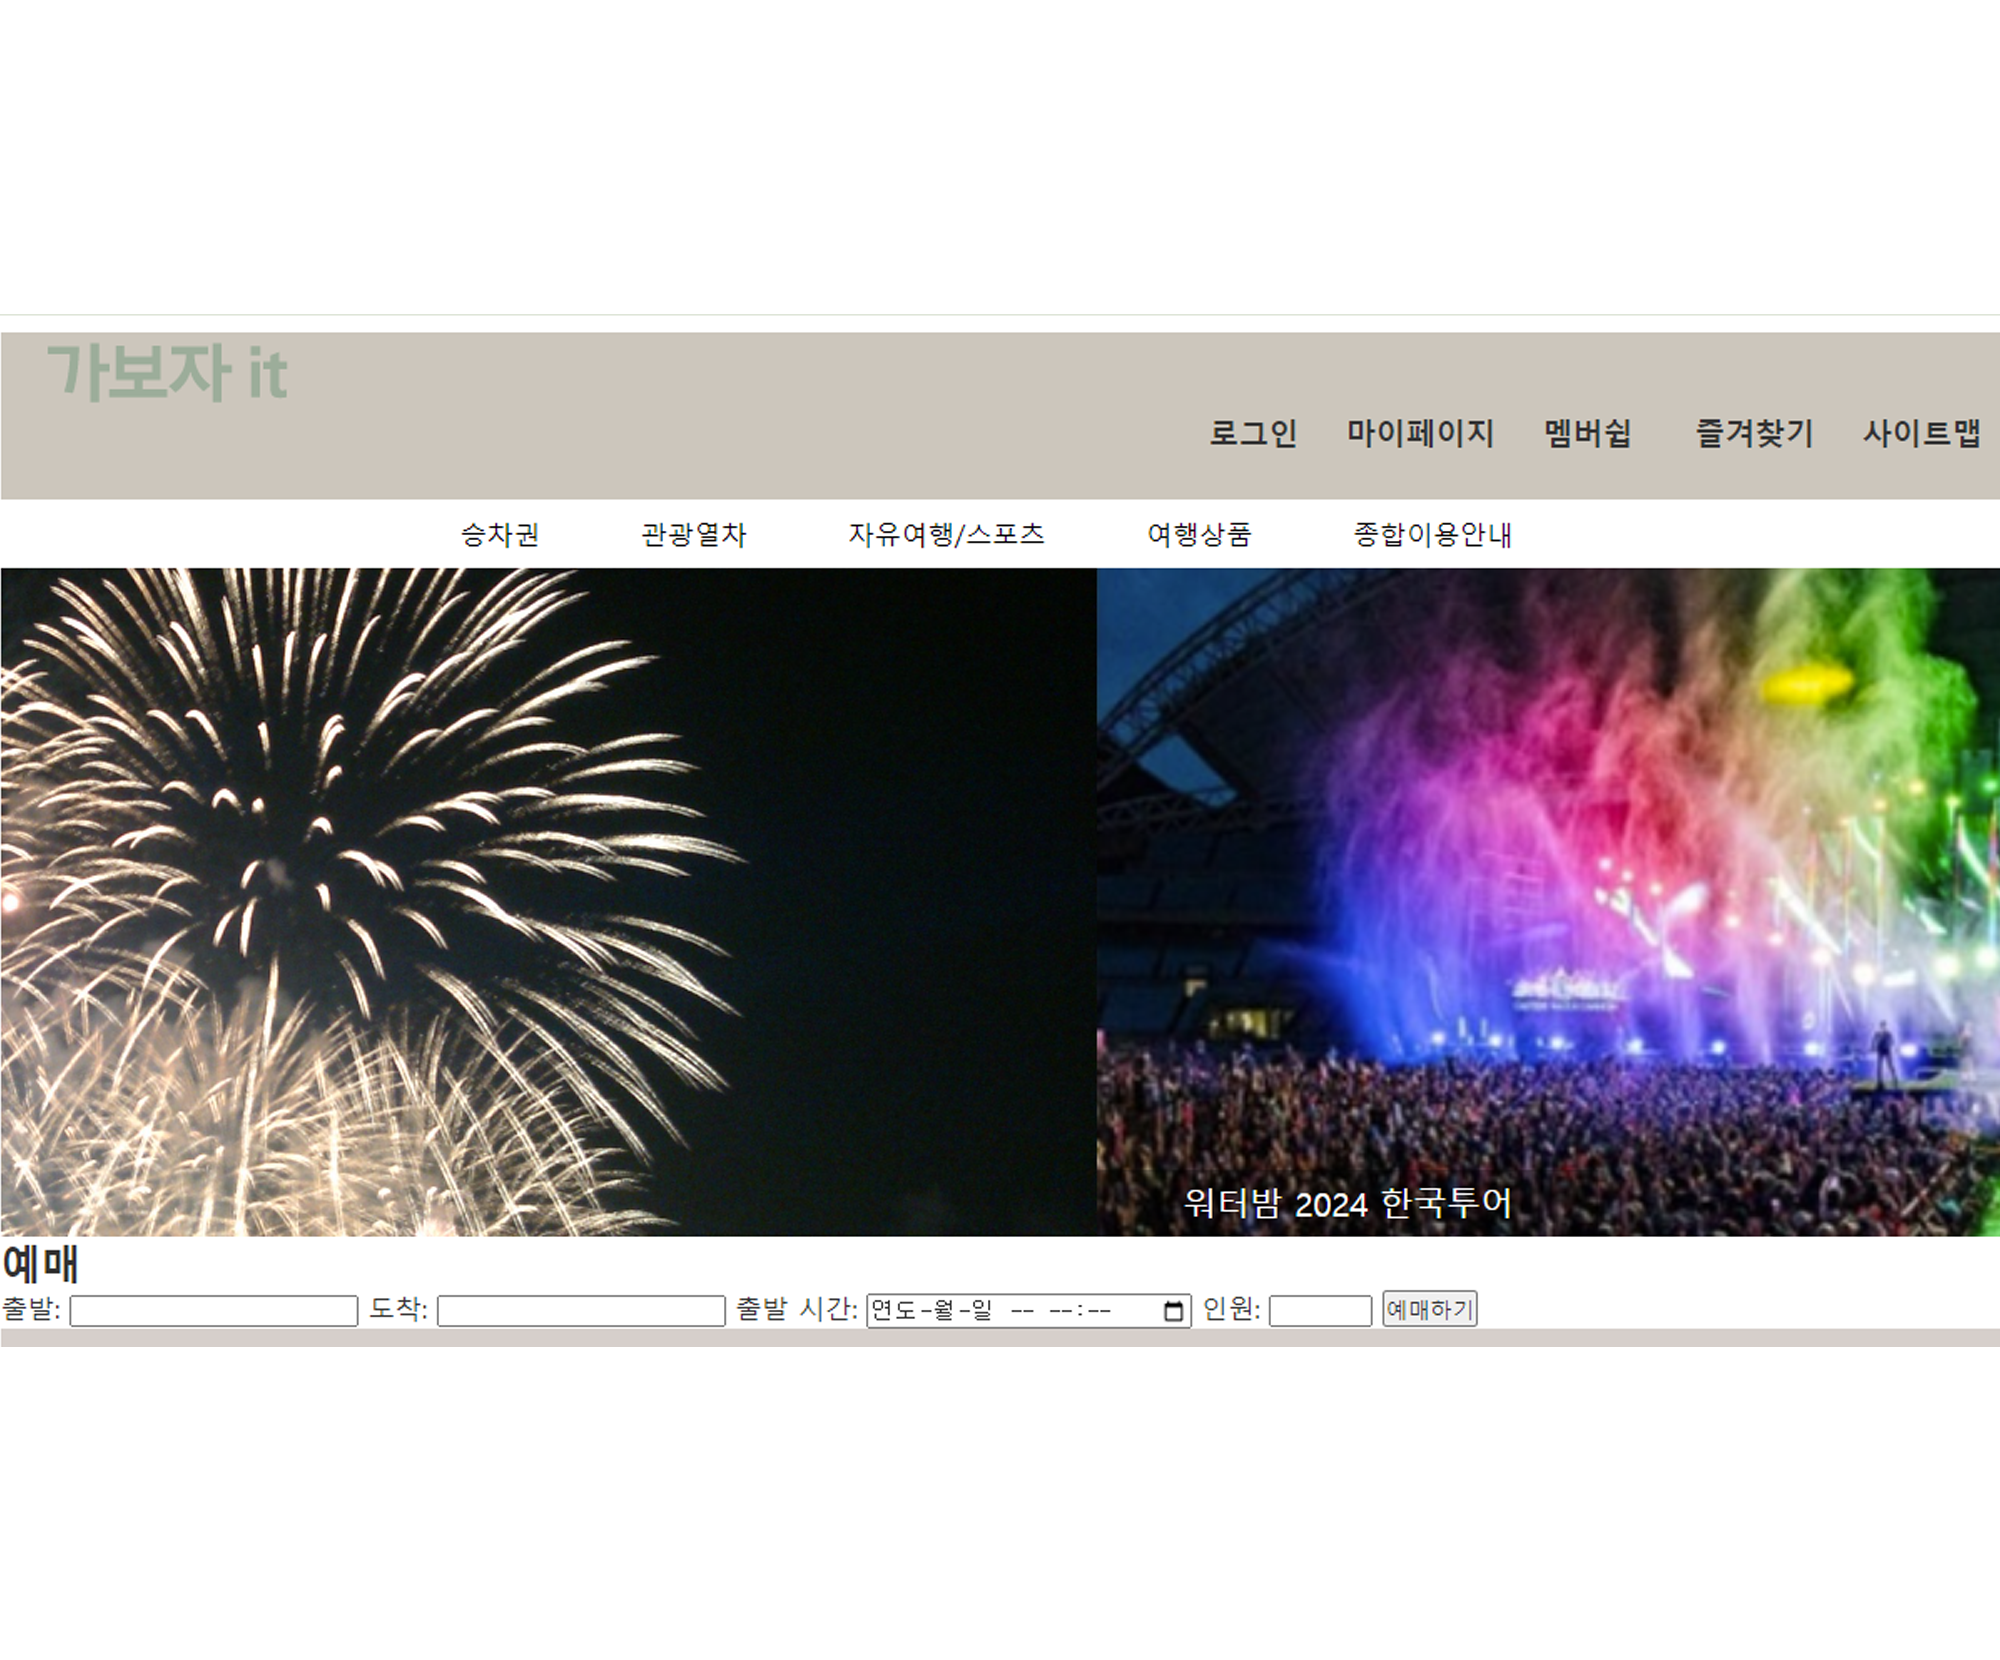 가보자 it
로그인 마이페이지 멤버쉽 즐겨찾기 사이트맵
승차권 관광열차 자유여행/스포츠 여행상품 종합이용안내
워터밤 2024 한국투어
예매
출발: 도착: 출발 시간: 연도-월-일 -- --:-- 인원: 예매하기